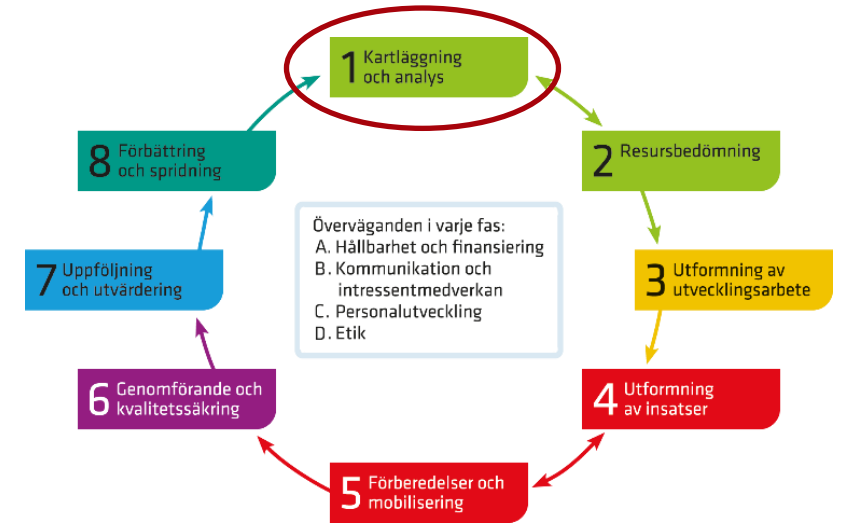 1 Kartläggning
och analys
2 Resursbedömning
3 Utformning av
utvecklingsarbete
4 Utformning
av insatser
5 Förberedelser och
mobilisering
6 Genomförande och
kvalitetssäkring
7 Uppföljning
och utvärdering
8 Förbättring
och spridning
Överväganden i varje fas:
A. Hållbarhet och finansiering
B. Kommunikation och
intressentmedverkan
C. Personalutveckling
D. Etik